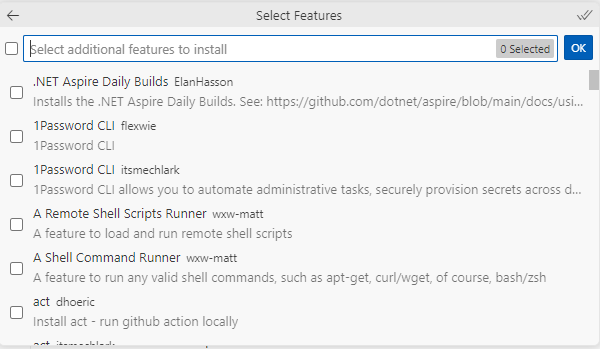 Select Features
Select additional features to install
0 Selected
OK
.NET Aspire Daily Builds ElanHasson
Installs the .NET Aspire Daily Builds. See: https://github.com/dotnet/aspire/blob/main/docs/usi...
1Password CLI flexwie
1Password CLI
1Password CLI itsmechlark
1Password CLI allows you to automate administrative tasks, securely provision secrets across d...
A Remote Shell Scripts Runner wxw-matt
A feature to load and run remote shell scripts
A Shell Command Runner wxw-matt
A feature to run any valid shell commands, such as apt-get, curl/wget, of course, bash/zsh
act dhoeric
Install act - run github action locally
act itsmechlark